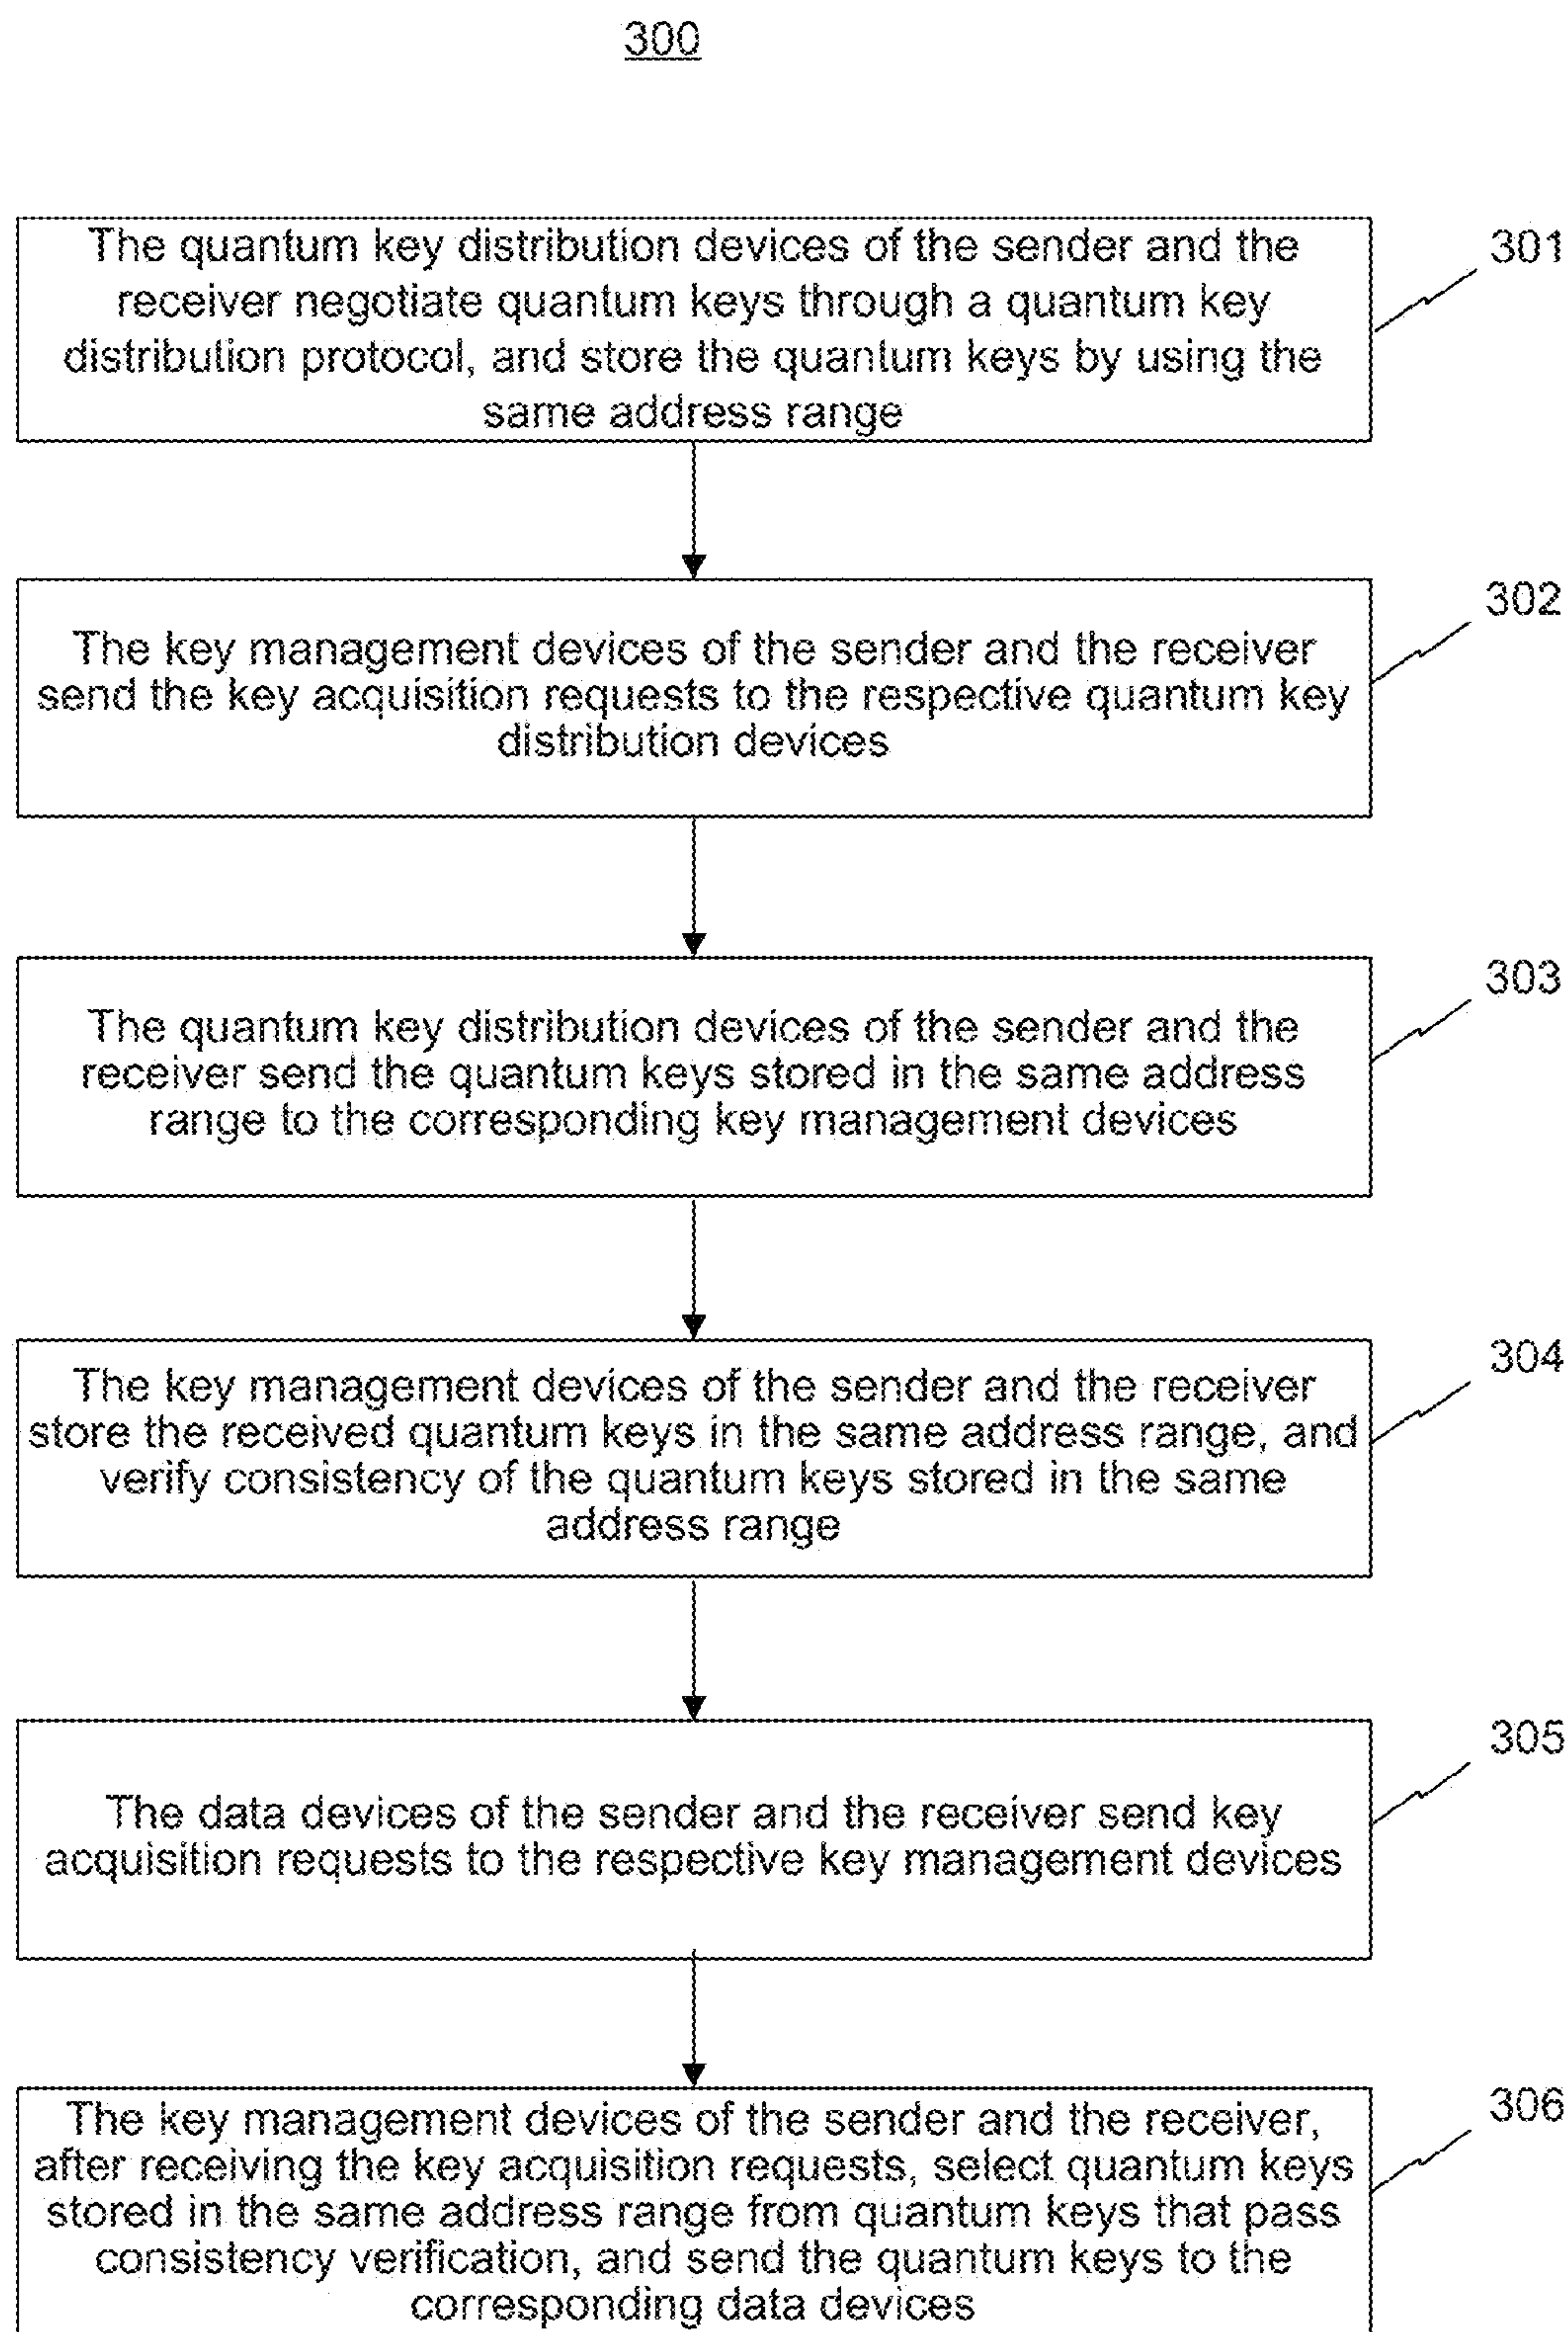 300
The quantum key distribution devices of the sender and the
receiver negotiate quantum keys through a quantum key
distribution protocol, and store the quantum keys by using the
same address range
301
The key management devices of the sender and the receiver
send the key acquisition requests to the respective quantum key
distribution devices
302
The quantum key distribution devices of the sender and the
receiver send the quantum keys stored in the same address
range to the corresponding key management devices
303
The key management devices of the sender and the receiver
store the received quantum keys in the same address range, and
verify consistency of the quantum keys stored in the same
address range
304
The data devices of the sender and the receiver send key
acquisition requests to the respective key management devices
305
The key management devices of the sender and the receiver,
after receiving the key acquisition requests, select quantum keys
stored in the same address range from quantum keys that pass
consistency verification, and send the quantum keys to the
corresponding data devices
306